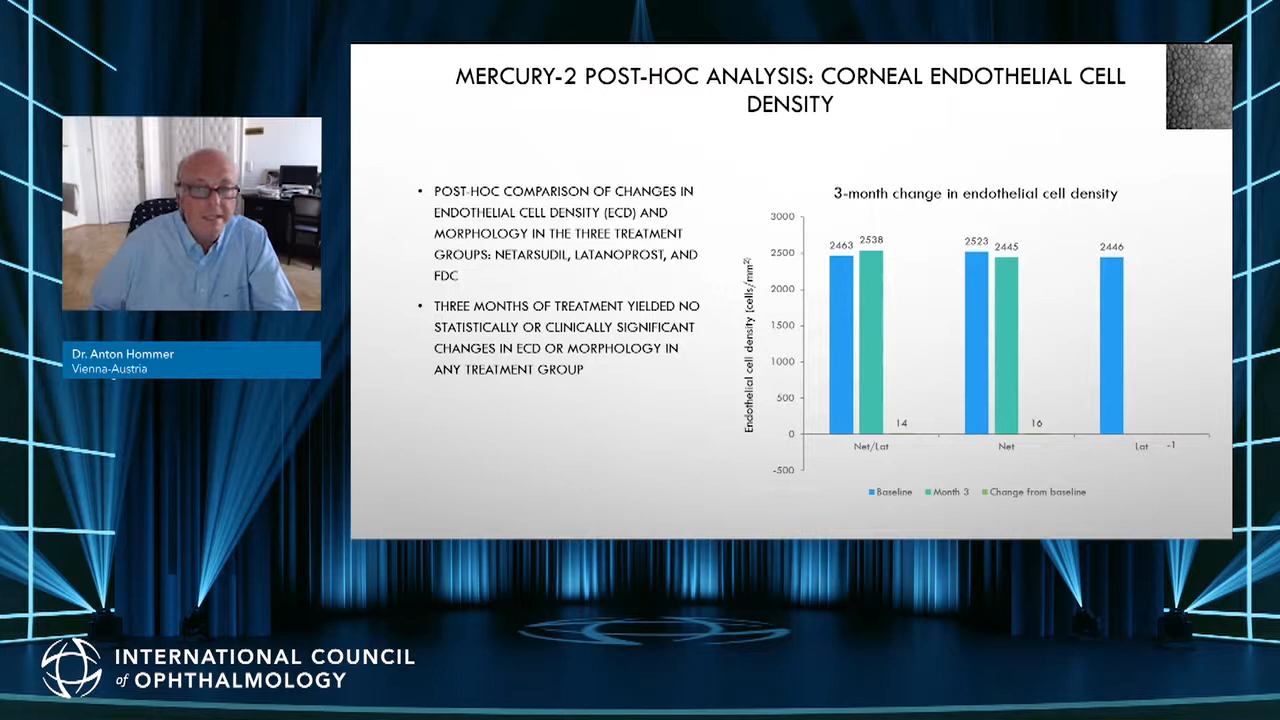 MERCURY-2 POST-HOC ANALYSIS: CORNEAL ENDOTHELIAL CELL
DENSITY
• POST-HOC COMPARISON OF CHANGES IN
ENDOTHELIAL CELL DENSITY (ECD) AND
MORPHOLOGY IN THE THREE TREATMENT
GROUPS: NETARSUDIL, LATANOPROST, AND
FDC
• THREE MONTHS OF TREATMENT YIELDED NO
STATISTICALLY OR CLINICALLY SIGNIFICANT
CHANGES IN ECD OR MORPHOLOGY IN
ANY TREATMENT GROUP
3-month change in endothelial cell density
Endothelial cell density (cells/mm²)
3000
2500
2000
1500
1000
500
0
-500
2463 2538 14
2523 2445 16
2446 -1
Net/Lat Net Lat
Baseline Month 3 Change from baseline
Dr. Anton Hommer
Vienna-Austria
INTERNATIONAL COUNCIL
of OPHTHALMOLOGY